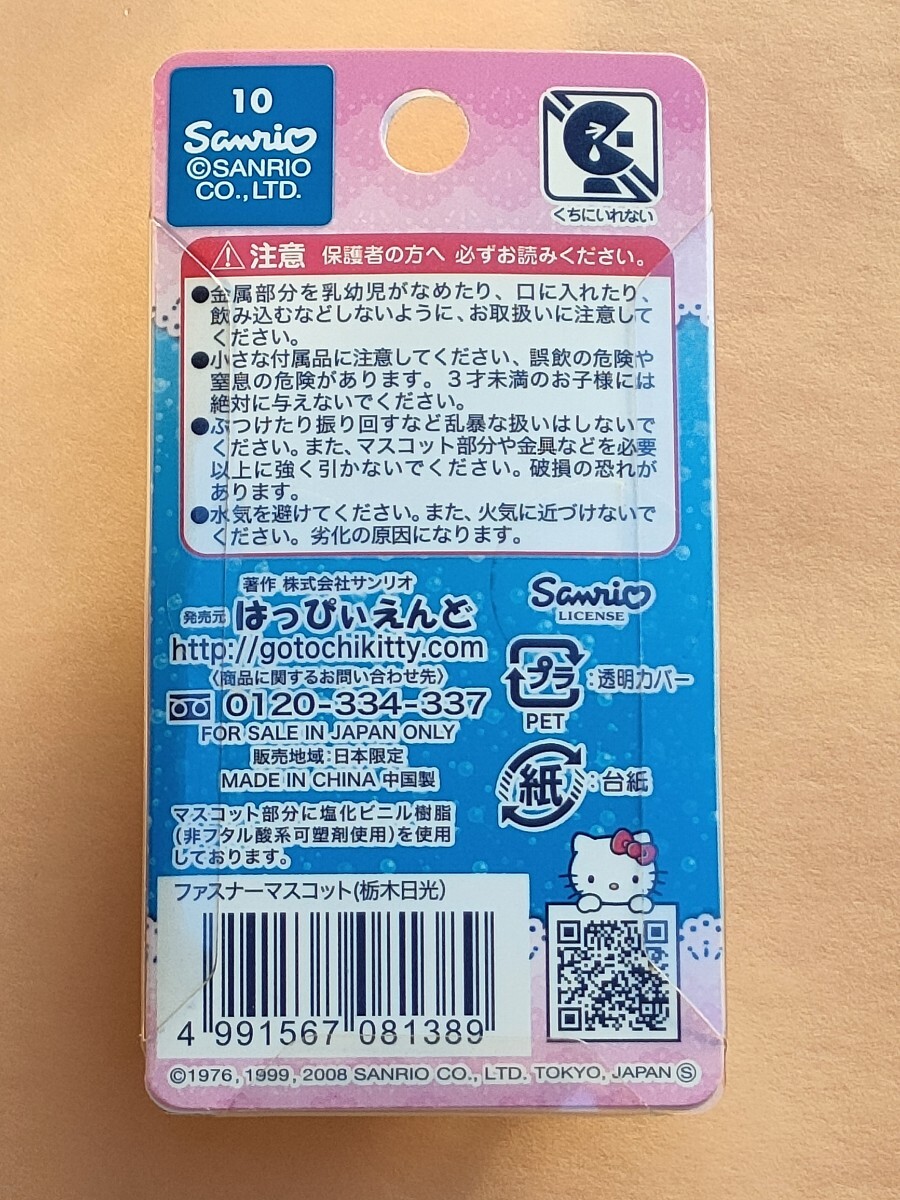 10
Sanrio
©SANRIO
CO.,LTD.
くちにいれない
注意 保護者の方へ 必ずお読みください。
●金属部分を乳幼児がなめたり、口に入れたり、
飲み込むなどしないように、お取扱いに注意して
ください。
●小さな付属品に注意してください、誤飲の危険や
窒息の危険があります。3才未満のお子様には
絶対に与えないでください。
●ぶつけたり振り回すなど乱暴な扱いはしないで
ください。また、マスコット部分や金具などを必要
以上に強く引かないでください。破損の恐れが
あります。
●水気を避けてください。また、火気に近づけないで
ください。劣化の原因になります。
著作 株式会社サンリオ
発売元 はっぴぃえんど
http://gotochikitty.com
〈商品に関するお問い合わせ先〉
0120-334-337
FOR SALE IN JAPAN ONLY
販売地域:日本限定
MADE IN CHINA 中国製
マスコット部分に塩化ビニル樹脂
(非フタル酸系可塑剤使用)を使用
しております。
Sanrio
LICENSE
プラ:透明カバー
PET
紙:台紙
ファスナーマスコット(栃木日光)
4 991567 081389
©1976, 1999, 2008 SANRIO CO., LTD. TOKYO, JAPAN Ⓢ